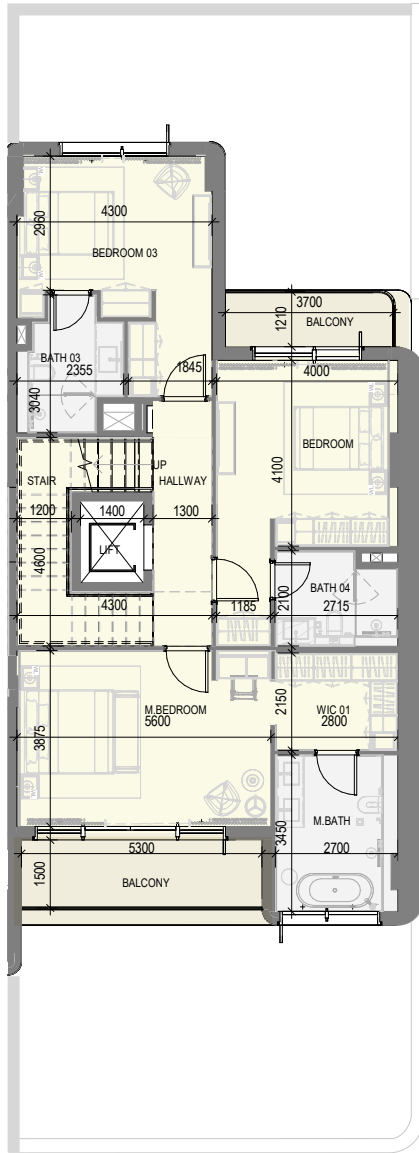 4300
2960
BEDROOM 03
3700
1210
BALCONY
BATH 03
2355
1845
4000
3040
BEDROOM
UP
STAIR
HALLWAY
4100
1200
1400
1300
LIFT
4600
BATH 04
4300
1185
2100
2715
M.BEDROOM
5600
2150
WIC 01
2800
3875
M.BATH
3450
5300
2700
1500
BALCONY